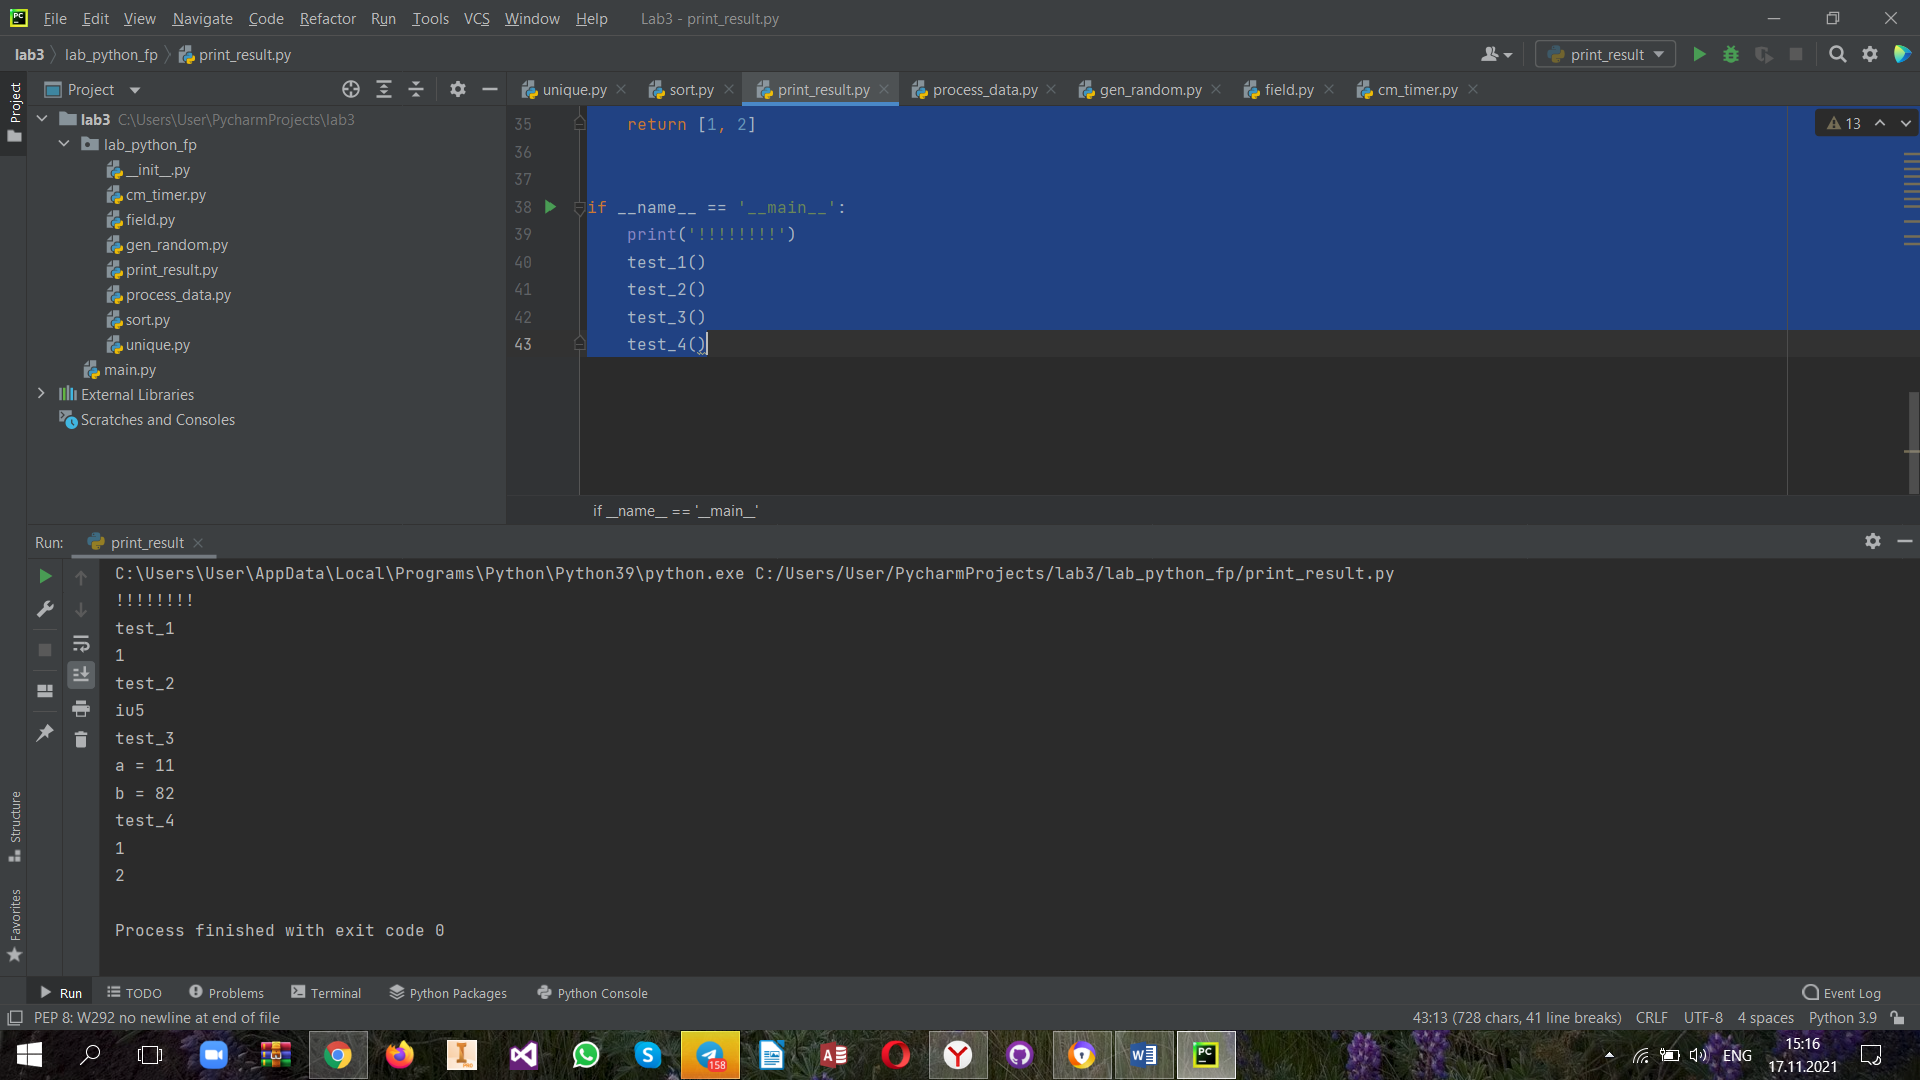 File Edit View Navigate Code Refactor Run Tools VCS Window Help Lab3 - print_result.py
lab3 lab_python_fp print_result.py
print_result
Project
unique.py sort.py print_result.py process_data.py gen_random.py field.py cm_timer.py
Project
lab3 C:\Users\User\PycharmProjects\lab3
lab_python_fp
__init__.py
cm_timer.py
field.py
gen_random.py
print_result.py
process_data.py
sort.py
unique.py
main.py
External Libraries
Scratches and Consoles
35 return [1, 2]
36
37
38 if __name__ == '__main__':
39 print('!!!!!!!!')
40 test_1()
41 test_2()
42 test_3()
43 test_4()
13
if __name__ == '__main__'
Run: print_result
C:\Users\User\AppData\Local\Programs\Python\Python39\python.exe C:/Users/User/PycharmProjects/lab3/lab_python_fp/print_result.py
!!!!!!!!
test_1
1
test_2
iu5
test_3
a = 11
b = 82
test_4
1
2
Process finished with exit code 0
Structure
Favorites
Run TODO Problems Terminal Python Packages Python Console Event Log
PEP 8: W292 no newline at end of file
43:13 (728 chars, 41 line breaks) CRLF UTF-8 4 spaces Python 3.9
158
ENG
15:16
17.11.2021